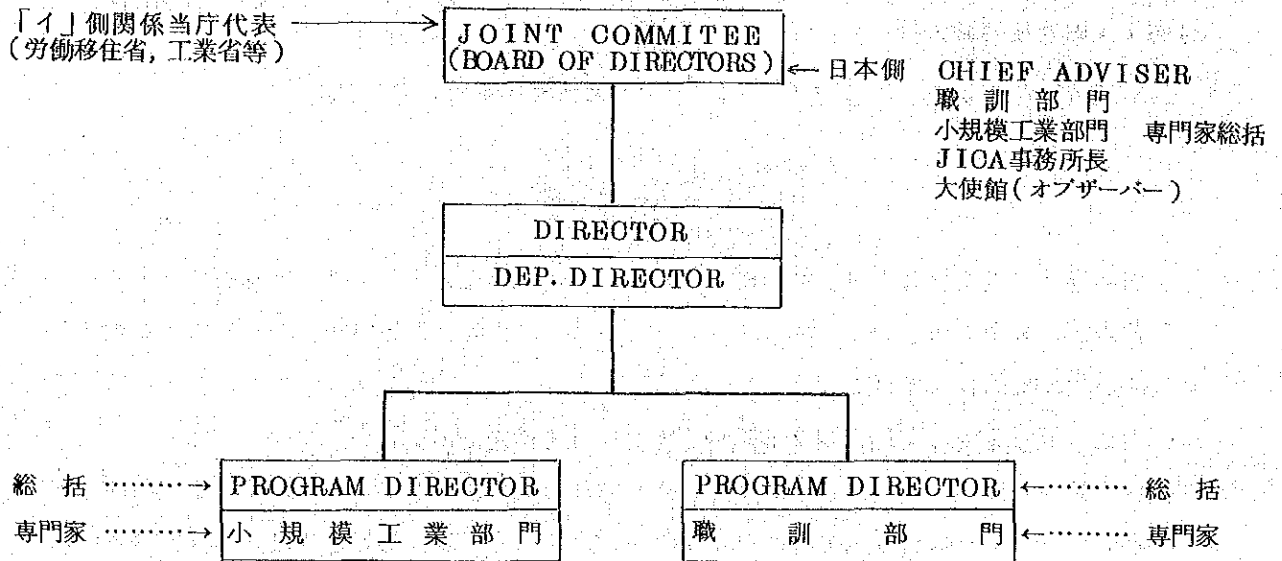 「イ」側関係当庁代表
(労働移住省, 工業省等)
JOINT COMMITEE
(BOARD OF DIRECTORS)
日本側 CHIEF ADVISER
職訓部門
小規模工業部門 専門家総括
JICA事務所長
大使館(オブザーバー)
DIRECTOR
DEP. DIRECTOR
総括 ………→ PROGRAM DIRECTOR
専門家 ………→ 小規模工業部門
PROGRAM DIRECTOR ←……… 総括
職訓部門 ←……… 専門家